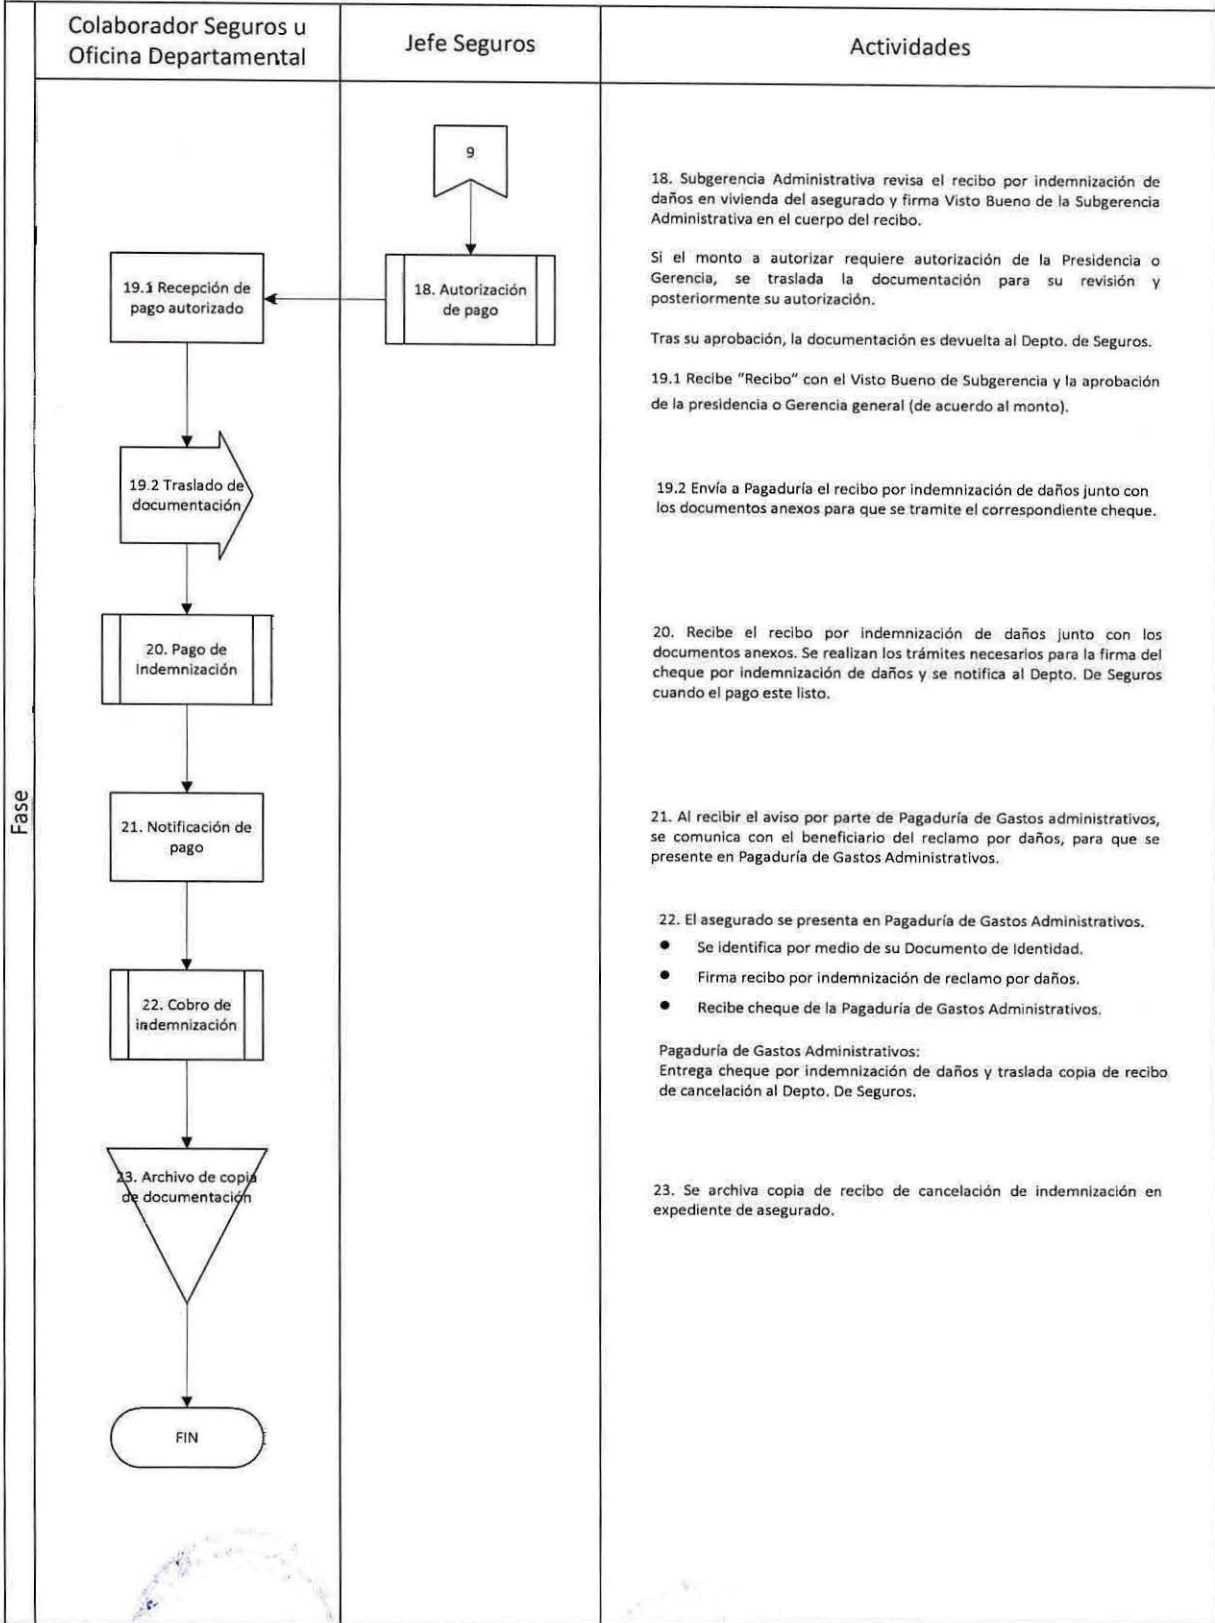 Colaborador Seguros u
Oficina Departamental
Jefe Seguros
Actividades
Fase
9
18. Autorización
de pago
19.1 Recepción de
pago autorizado
19.2 Traslado de
documentación
20. Pago de
Indemnización
21. Notificación de
pago
22. Cobro de
indemnización
23. Archivo de copia
de documentación
FIN
18. Subgerencia Administrativa revisa el recibo por indemnización de
daños en vivienda del asegurado y firma Visto Bueno de la Subgerencia
Administrativa en el cuerpo del recibo.
Si el monto a autorizar requiere autorización de la Presidencia o
Gerencia, se traslada la documentación para su revisión y
posteriormente su autorización.
Tras su aprobación, la documentación es devuelta al Depto. de Seguros.
19.1 Recibe "Recibo" con el Visto Bueno de Subgerencia y la aprobación
de la presidencia o Gerencia general (de acuerdo al monto).
19.2 Envía a Pagaduría el recibo por indemnización de daños junto con
los documentos anexos para que se tramite el correspondiente cheque.
20. Recibe el recibo por indemnización de daños junto con los
documentos anexos. Se realizan los trámites necesarios para la firma del
cheque por indemnización de daños y se notifica al Depto. De Seguros
cuando el pago este listo.
21. Al recibir el aviso por parte de Pagaduría de Gastos administrativos,
se comunica con el beneficiario del reclamo por daños, para que se
presente en Pagaduría de Gastos Administrativos.
22. El asegurado se presenta en Pagaduría de Gastos Administrativos.
● Se identifica por medio de su Documento de Identidad.
● Firma recibo por indemnización de reclamo por daños.
● Recibe cheque de la Pagaduría de Gastos Administrativos.
Pagaduría de Gastos Administrativos:
Entrega cheque por indemnización de daños y traslada copia de recibo
de cancelación al Depto. De Seguros.
23. Se archiva copia de recibo de cancelación de indemnización en
expediente de asegurado.